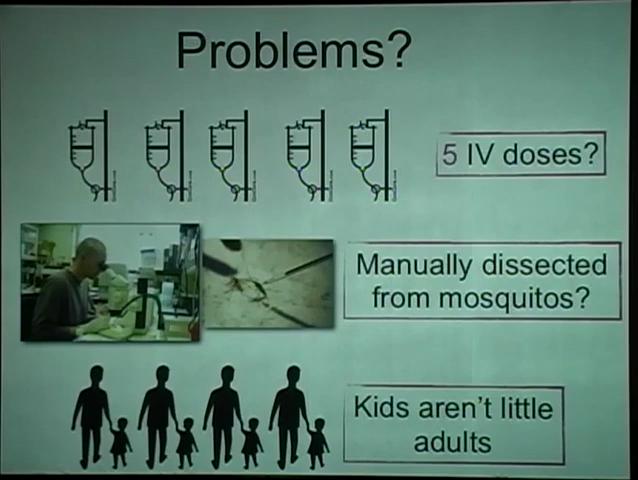 Problems?
5 IV doses?
Manually dissected
from mosquitos?
Kids aren't little
adults